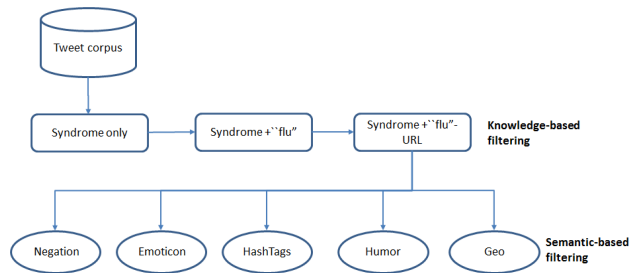 Tweet corpus
Syndrome only
Syndrome +``flu”
Syndrome +``flu”-
URL
Knowledge-based
filtering
Negation
Emoticon
HashTags
Humor
Geo
Semantic-based
filtering